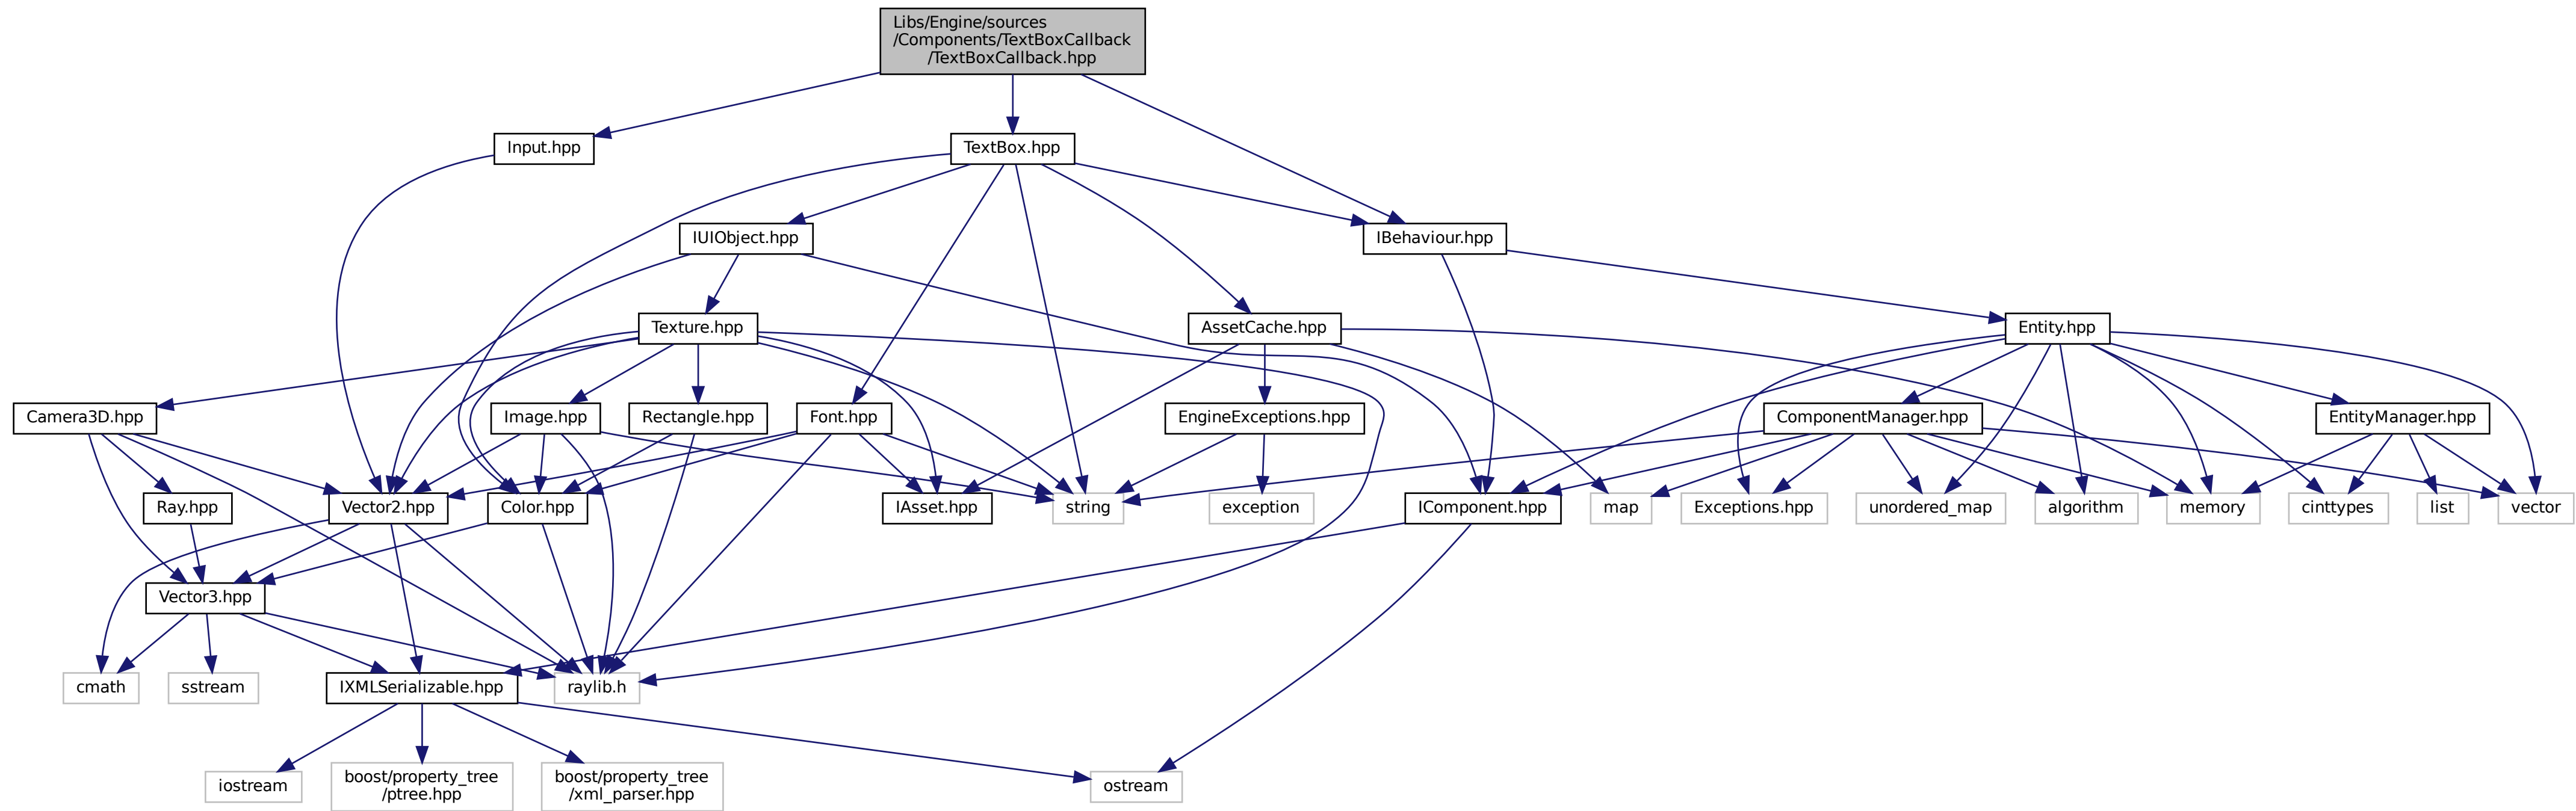 Libs/Engine/sources
/Components/TextBoxCallback
/TextBoxCallback.hpp
Input.hpp
TextBox.hpp
IUIObject.hpp
IBehaviour.hpp
Texture.hpp
AssetCache.hpp
Entity.hpp
Camera3D.hpp
Image.hpp
Rectangle.hpp
Font.hpp
EngineExceptions.hpp
ComponentManager.hpp
EntityManager.hpp
Ray.hpp
Vector2.hpp
Color.hpp
IAsset.hpp
string
exception
IComponent.hpp
map
Exceptions.hpp
unordered_map
algorithm
memory
cinttypes
list
vector
Vector3.hpp
cmath
sstream
IXMLSerializable.hpp
raylib.h
iostream
boost/property_tree
/ptree.hpp
boost/property_tree
/xml_parser.hpp
ostream